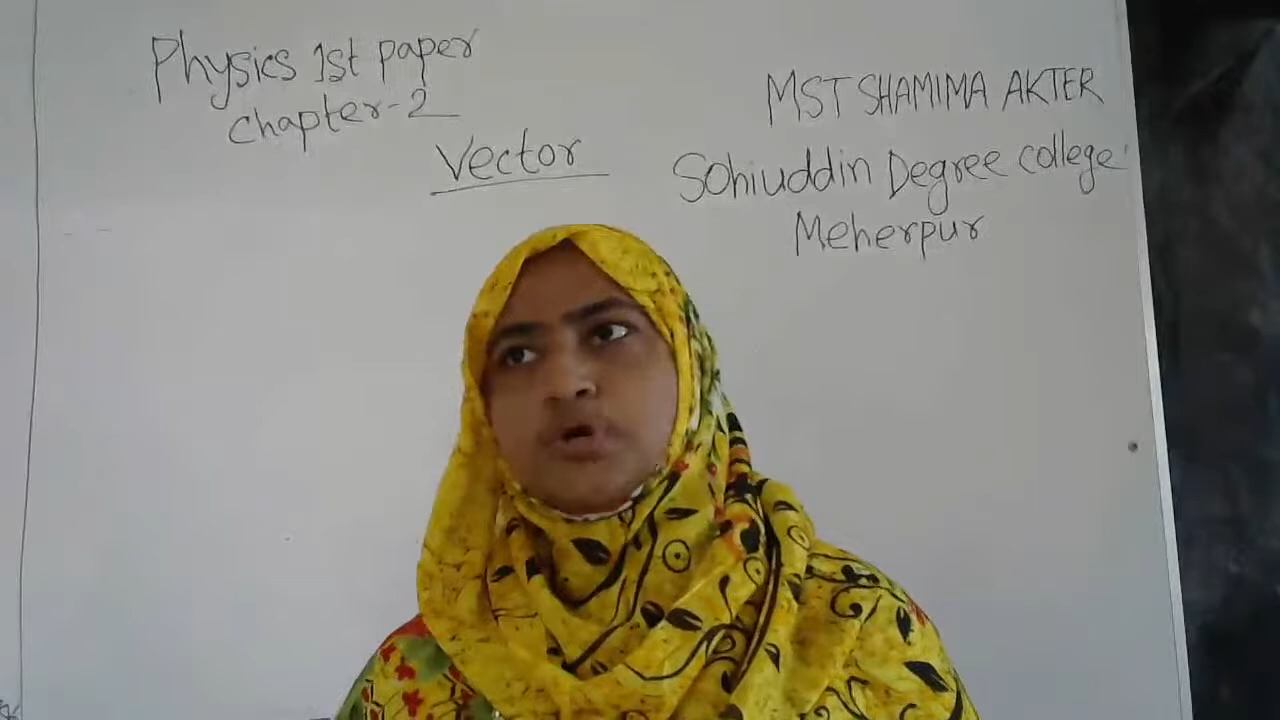 Physics 1st paper
chapter-2
Vector
MST SHAMIMA AKTER
Sohiuddin Degree college
Meherpur